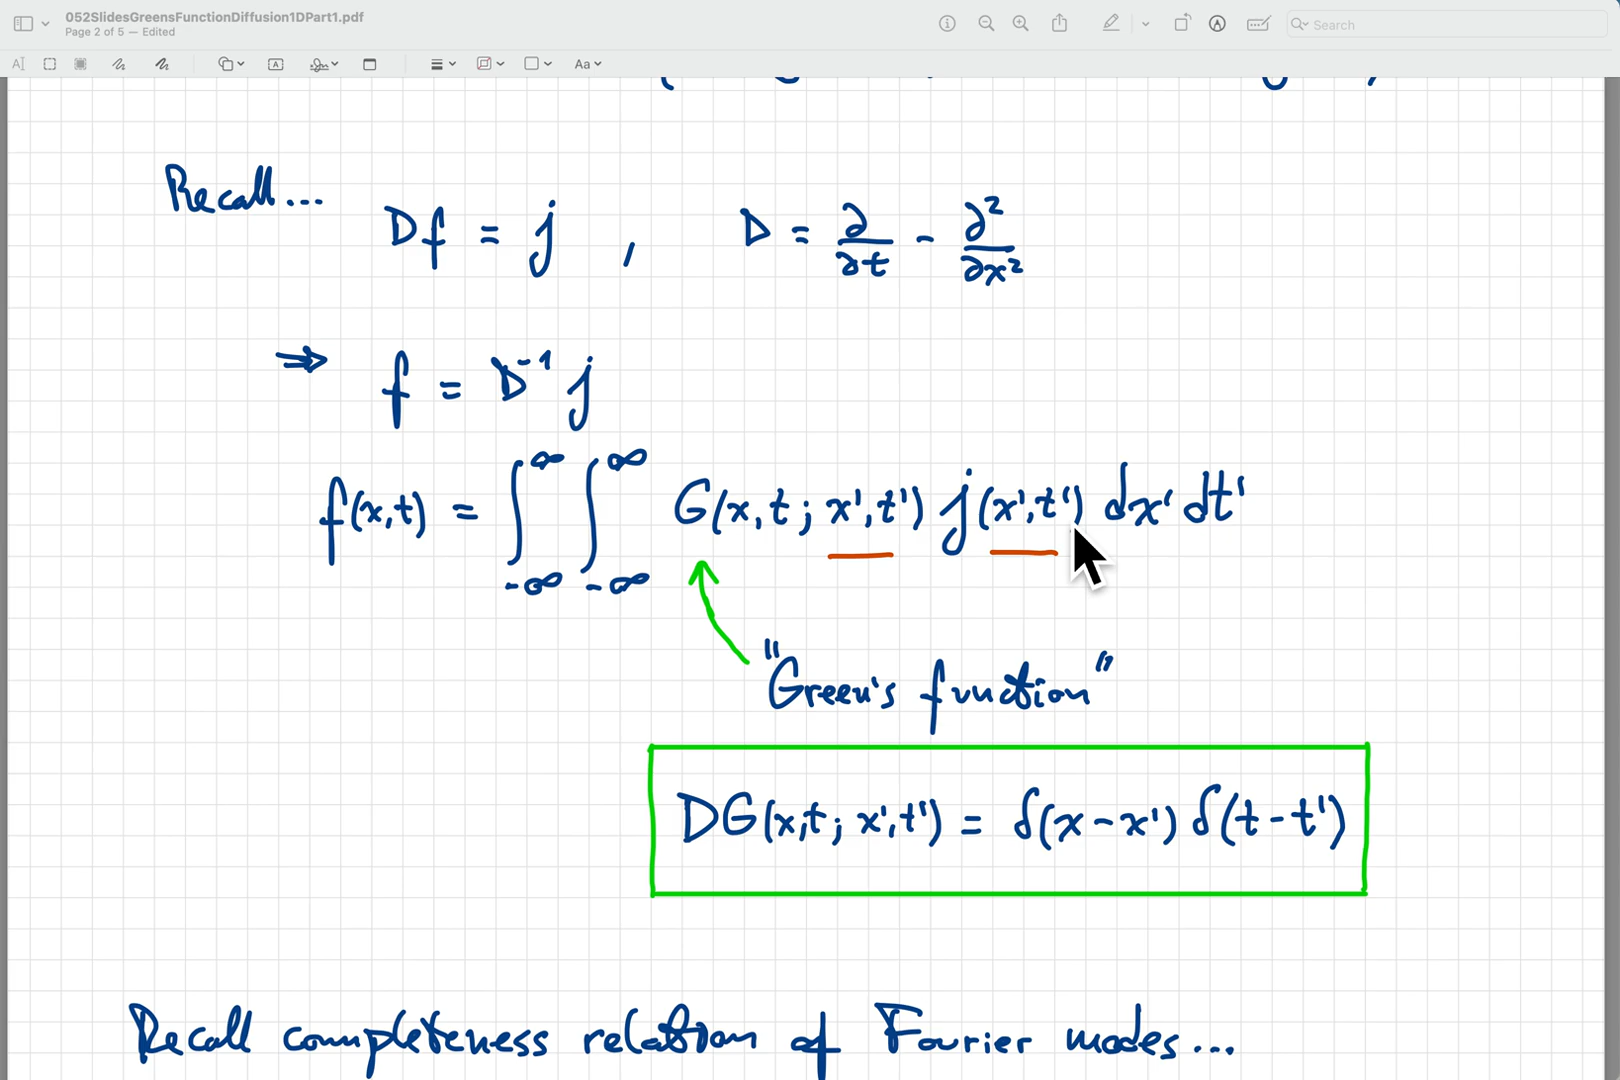 052SlidesGreensFunctionDiffusion1DPart1.pdf
Page 2 of 5 — Edited
Search
Aa
Recall...
Df = j , D = ∂/∂t - ∂²/∂x²
⇒ f = D⁻¹ j
f(x,t) = ∫_{-∞}^{∞} ∫_{-∞}^{∞} G(x,t; x',t') j(x',t') dx' dt'
"Green's function"
DG(x,t; x',t') = δ(x-x') δ(t-t')
Recall completeness relation of Fourier modes...